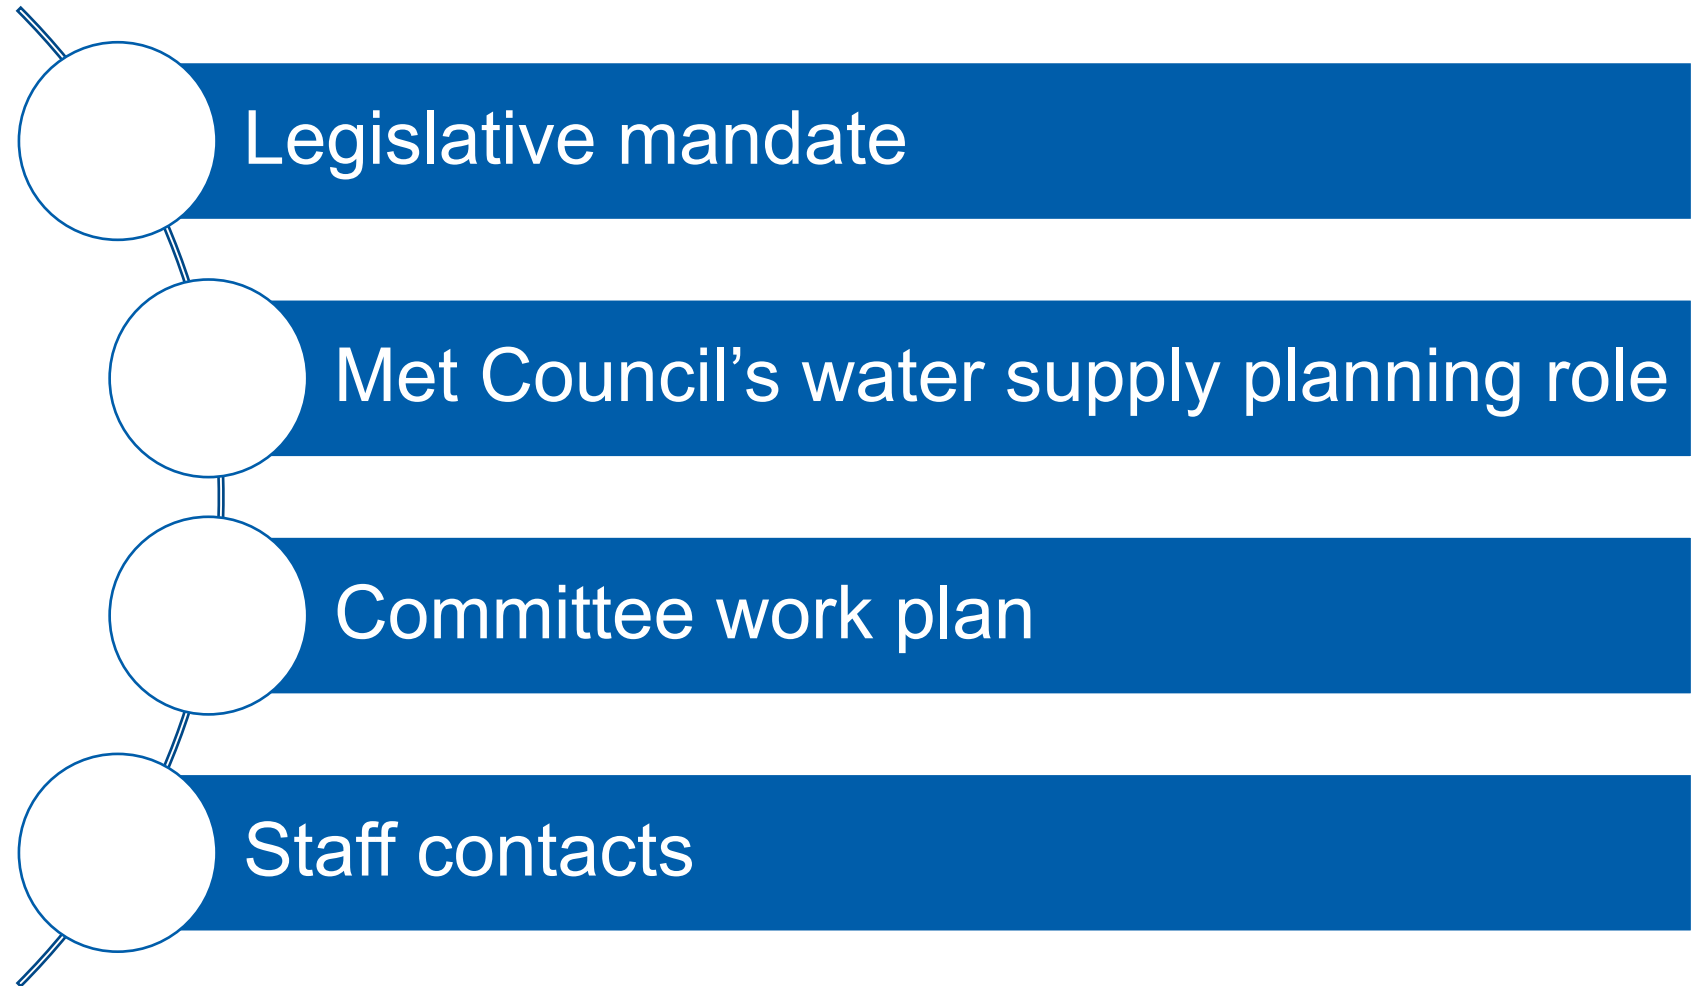 Legislative mandate
Met Council’s water supply planning role
Committee work plan
Staff contacts